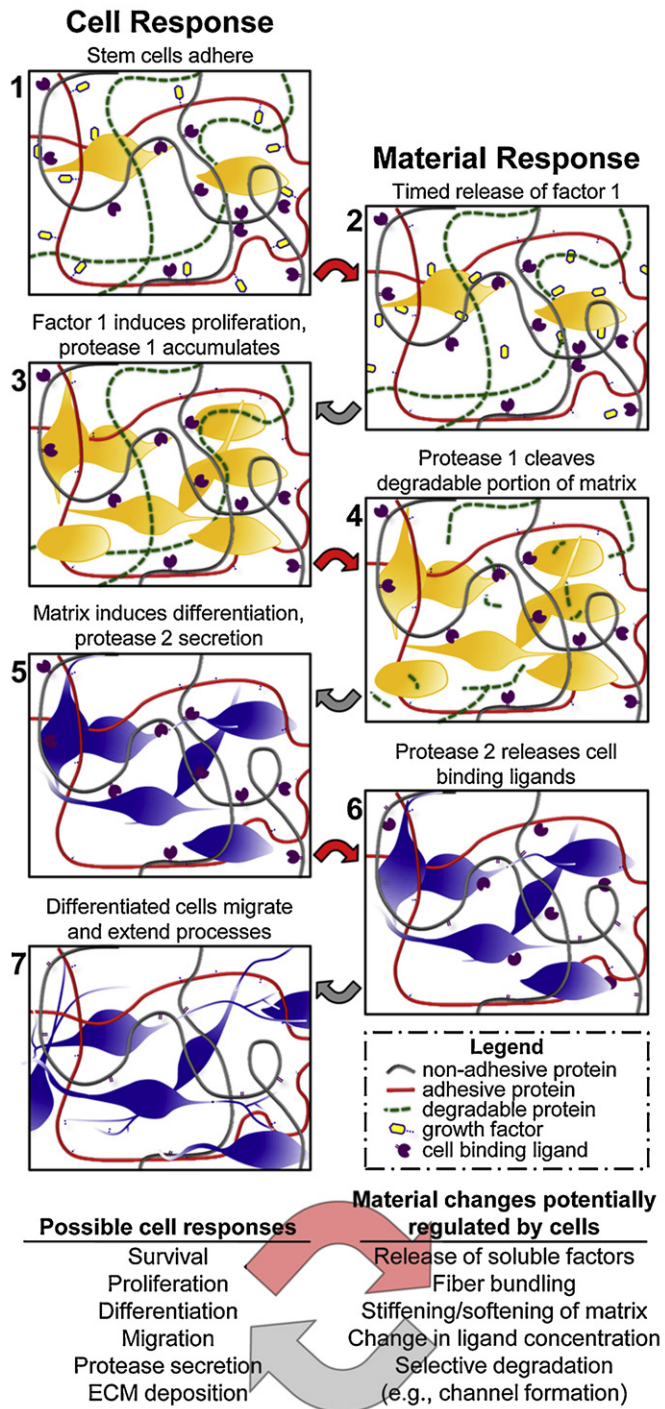 Cell Response
Stem cells adhere
1
Material Response
Timed release of factor 1
2
Factor 1 induces proliferation,
protease 1 accumulates
3
Protease 1 cleaves
degradable portion of matrix
4
Matrix induces differentiation,
protease 2 secretion
5
Protease 2 releases cell
binding ligands
6
Differentiated cells migrate
and extend processes
7
Legend
non-adhesive protein
adhesive protein
degradable protein
growth factor
cell binding ligand
Possible cell responses
Survival
Proliferation
Differentiation
Migration
Protease secretion
ECM deposition
Material changes potentially
regulated by cells
Release of soluble factors
Fiber bundling
Stiffening/softening of matrix
Change in ligand concentration
Selective degradation
(e.g., channel formation)